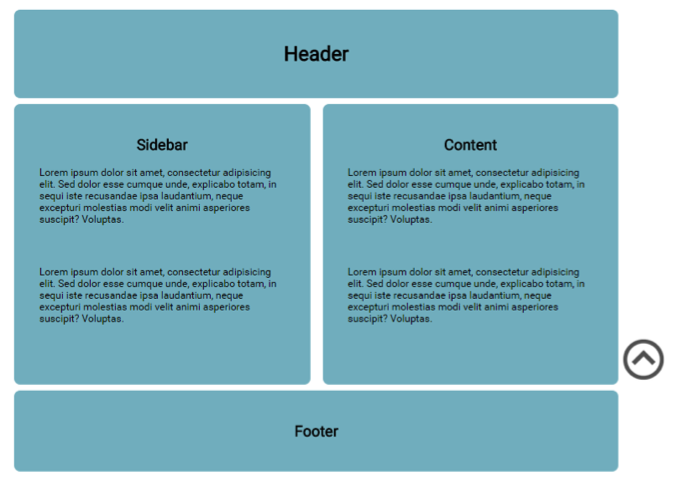 Header
Sidebar
Lorem ipsum dolor sit amet, consectetur adipisicing
elit. Sed dolor esse cumque unde, explicabo totam, in
sequi iste recusandae ipsa laudantium, neque
excepturi molestias modi velit animi asperiores
suscipit? Voluptas.
Lorem ipsum dolor sit amet, consectetur adipisicing
elit. Sed dolor esse cumque unde, explicabo totam, in
sequi iste recusandae ipsa laudantium, neque
excepturi molestias modi velit animi asperiores
suscipit? Voluptas.
Content
Lorem ipsum dolor sit amet, consectetur adipisicing
elit. Sed dolor esse cumque unde, explicabo totam, in
sequi iste recusandae ipsa laudantium, neque
excepturi molestias modi velit animi asperiores
suscipit? Voluptas.
Lorem ipsum dolor sit amet, consectetur adipisicing
elit. Sed dolor esse cumque unde, explicabo totam, in
sequi iste recusandae ipsa laudantium, neque
excepturi molestias modi velit animi asperiores
suscipit? Voluptas.
Footer